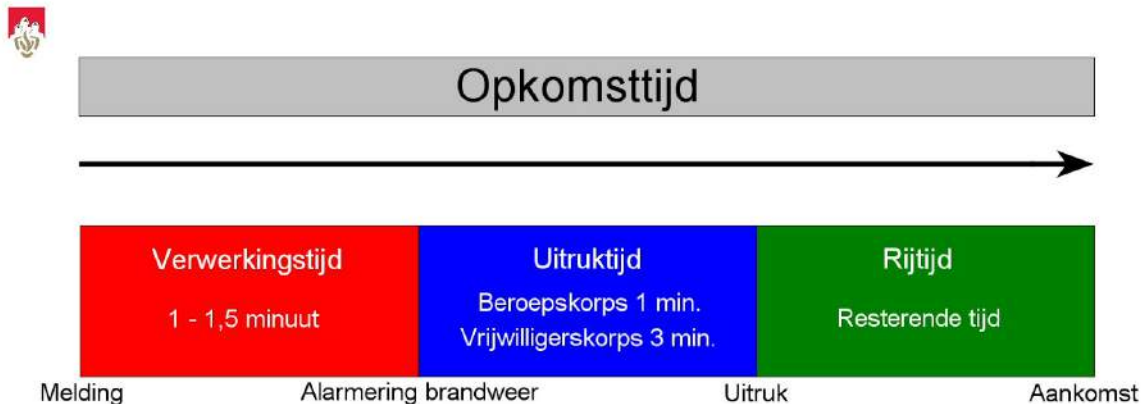 Opkomsttijd
Verwerkingstijd
1 - 1,5 minuut
Uitruktijd
Beroepskorps 1 min.
Vrijwilligerskorps 3 min.
Rijtijd
Resterende tijd
Melding
Alarmering brandweer
Uitruk
Aankomst